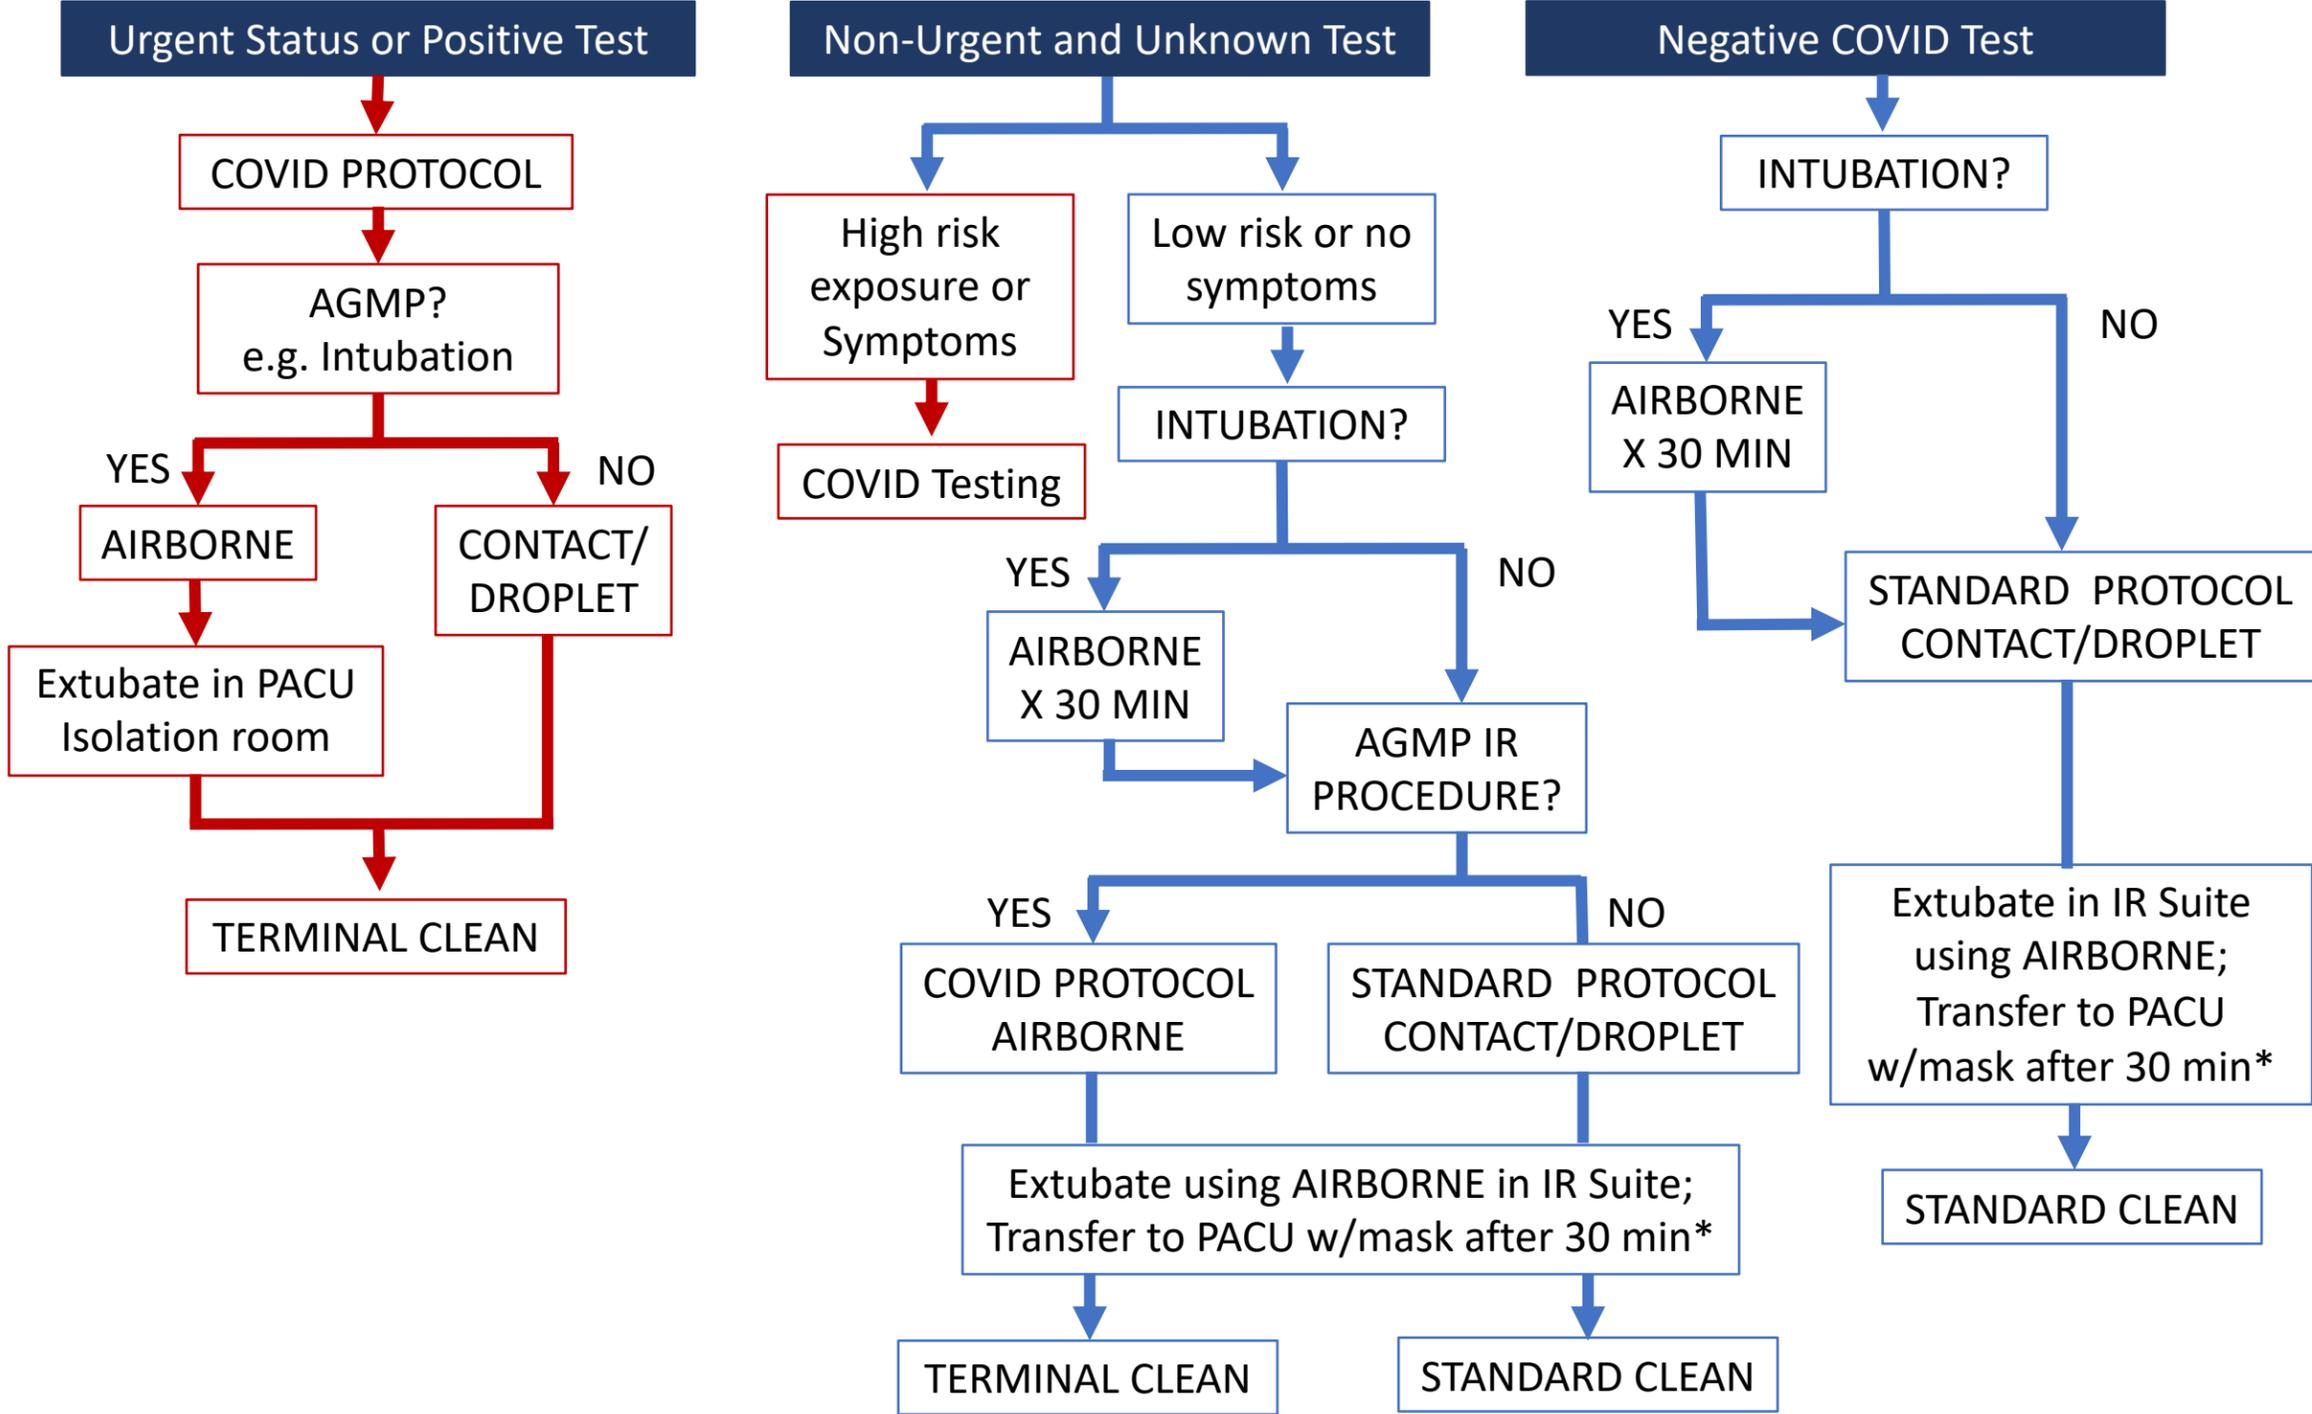 Urgent Status or Positive Test
COVID PROTOCOL
AGMP?
e.g. Intubation
YES
NO
AIRBORNE
CONTACT/
DROPLET
Extubate in PACU
Isolation room
TERMINAL CLEAN
Non-Urgent and Unknown Test
High risk
exposure or
Symptoms
COVID Testing
Low risk or no
symptoms
INTUBATION?
YES
NO
AIRBORNE
X 30 MIN
AGMP IR
PROCEDURE?
YES
NO
COVID PROTOCOL
AIRBORNE
STANDARD PROTOCOL
CONTACT/DROPLET
Extubate using AIRBORNE in IR Suite;
Transfer to PACU w/mask after 30 min*
TERMINAL CLEAN
STANDARD CLEAN
Negative COVID Test
INTUBATION?
YES
NO
AIRBORNE
X 30 MIN
STANDARD PROTOCOL
CONTACT/DROPLET
Extubate in IR Suite
using AIRBORNE;
Transfer to PACU
w/mask after 30 min*
STANDARD CLEAN